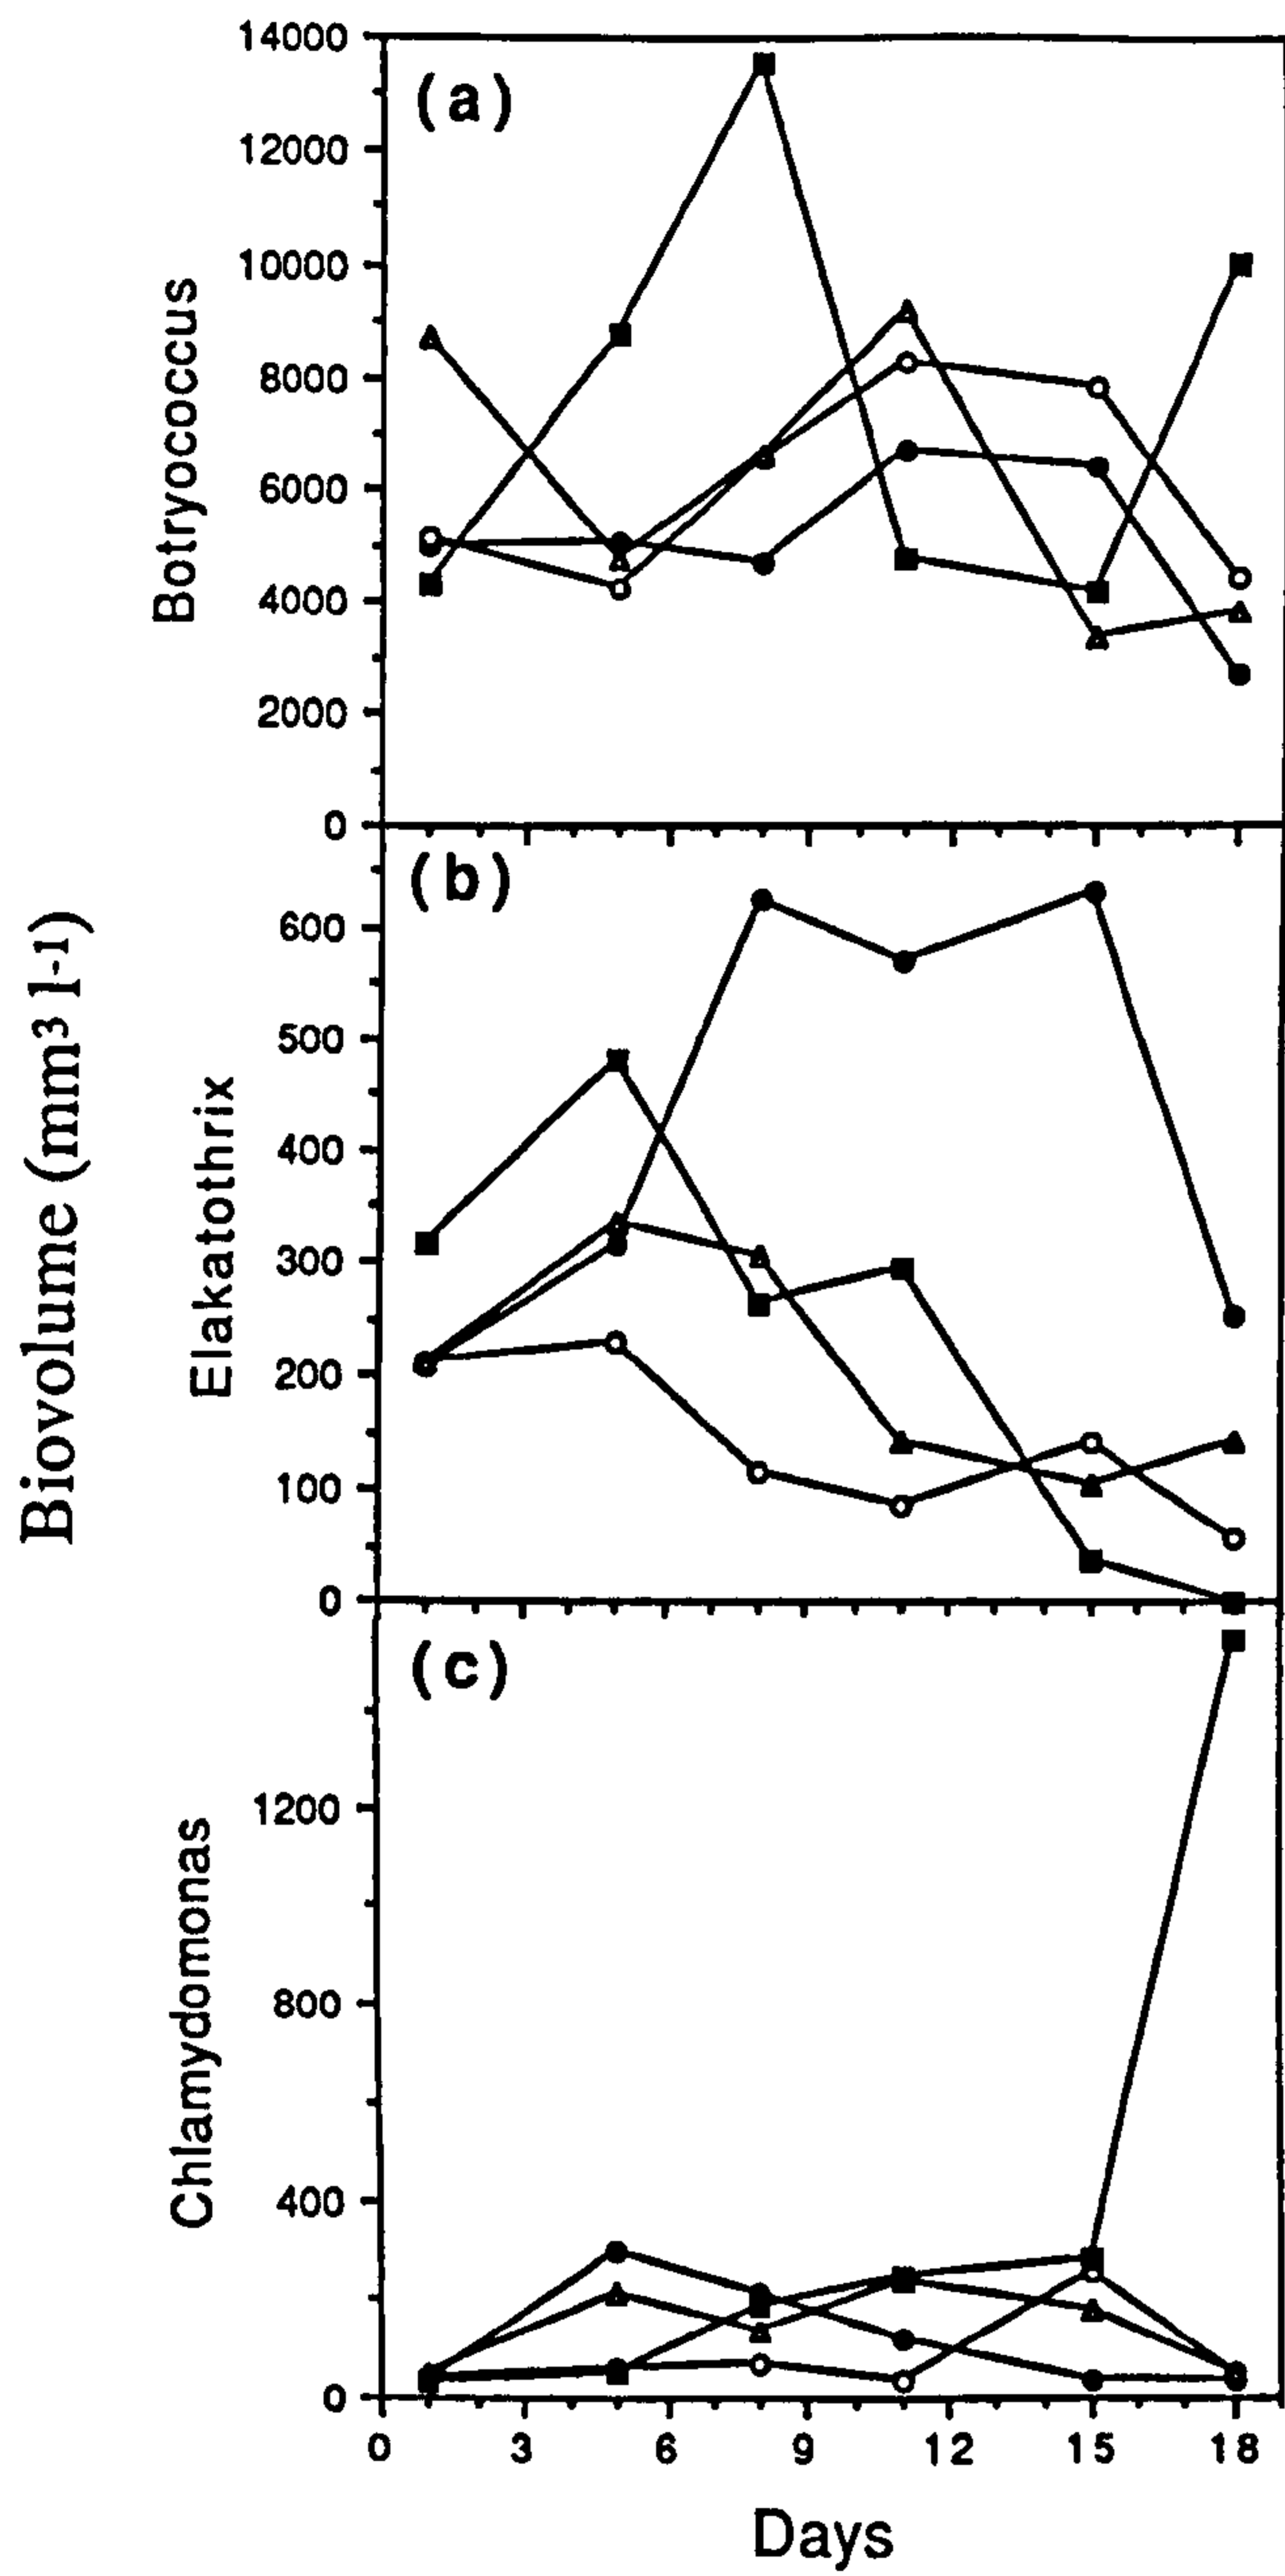 Biovolume (mm³ l-1)
Botryococcus
14000
12000
10000
8000
6000
4000
2000
0
(a)
Elakatothrix
600
500
400
300
200
100
0
(b)
Chlamydomonas
1200
800
400
0
(c)
0 3 6 9 12 15 18
Days